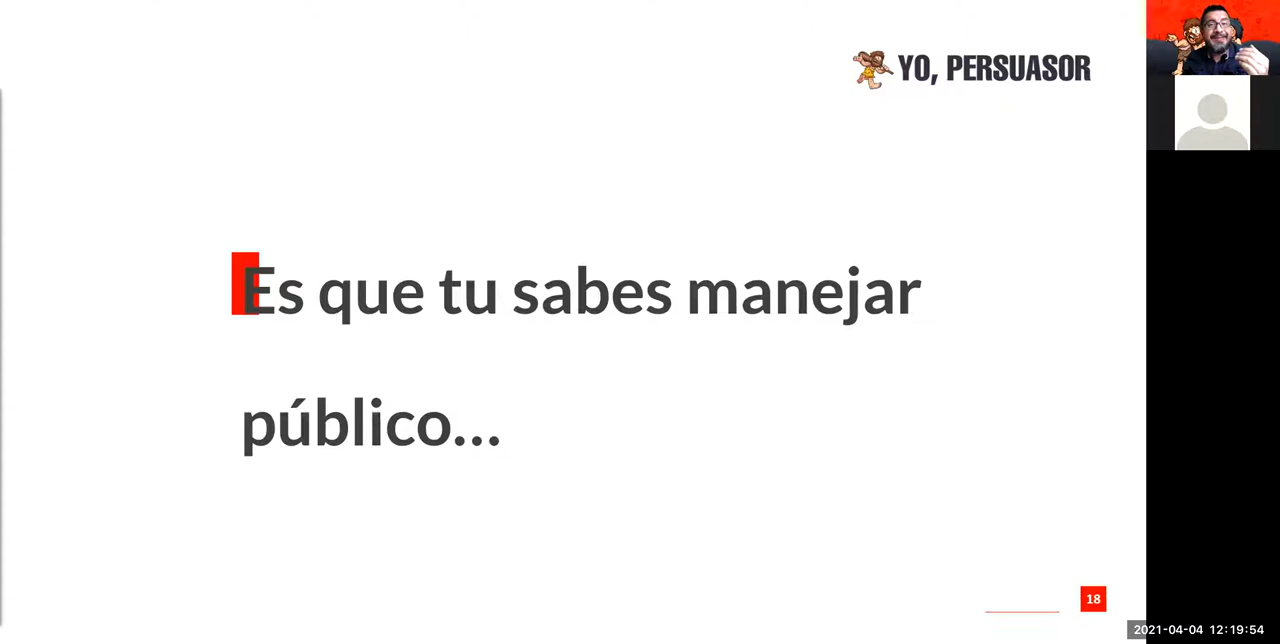 YO, PERSUASOR
Es que tu sabes manejar
público...
18
2021-04-04 12:19:54